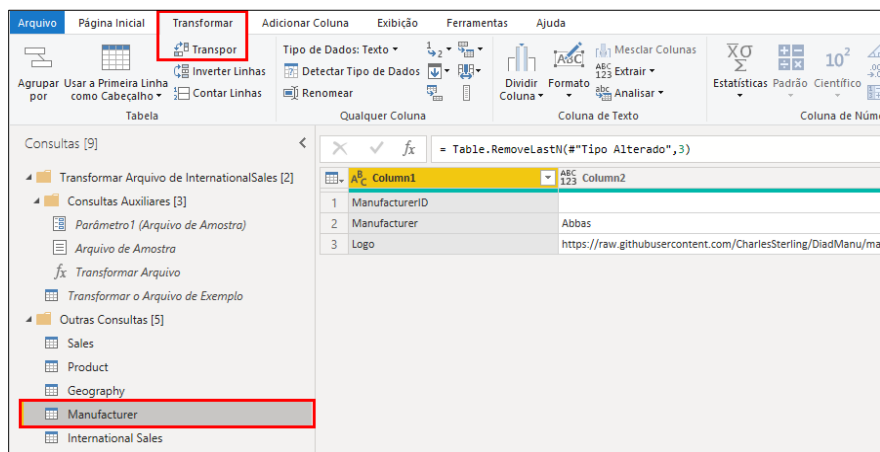 Arquivo Página Inicial Transformar Adicionar Coluna Exibição Ferramentas Ajuda
Agrupar por
Usar a Primeira Linha como Cabeçalho
Transpor
Inverter Linhas
Contar Linhas
Tabela
Tipo de Dados: Texto
Detectar Tipo de Dados
Renomear
Qualquer Coluna
Dividir Coluna
Formato
Mesclar Colunas
Extrair
Analisar
Coluna de Texto
Estatísticas
Padrão
Científico
Coluna de Núm
Consultas [9]
Transformar Arquivo de InternationalSales [2]
Consultas Auxiliares [3]
Parâmetro1 (Arquivo de Amostra)
Arquivo de Amostra
fx Transformar Arquivo
Transformar o Arquivo de Exemplo
Outras Consultas [5]
Sales
Product
Geography
Manufacturer
International Sales
fx = Table.RemoveLastN(#"Tipo Alterado",3)
ABC Column1 ABC 123 Column2
1 ManufacturerID
2 Manufacturer Abbas
3 Logo https://raw.githubusercontent.com/CharlesSterling/DiadManu/ma